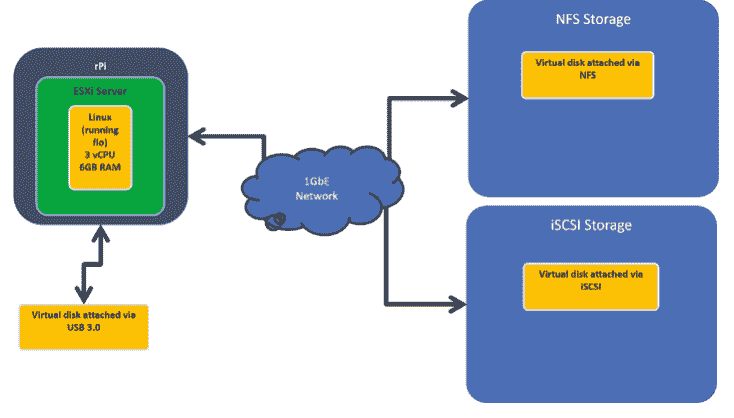 rPi
ESXi Server
Linux
(running
fio)
3 vCPU
6GB RAM
Virtual disk attached via
USB 3.0
1GbE
Network
NFS Storage
Virtual disk attached via
NFS
iSCSI Storage
Virtual disk attached via
iSCSI